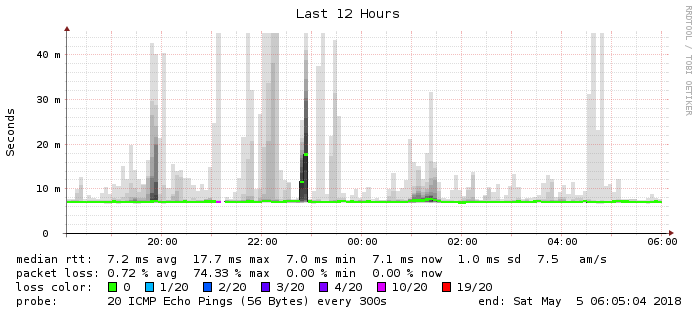 Last 12 Hours
RRDTOOL / TOBI OETIKER
Seconds
40 m
30 m
20 m
10 m
0
20:00 22:00 00:00 02:00 04:00 06:00
median rtt: 7.2 ms avg 17.7 ms max 7.0 ms min 7.1 ms now 1.0 ms sd 7.5 am/s
packet loss: 0.72 % avg 74.33 % max 0.00 % min 0.00 % now
loss color: 0 1/20 2/20 3/20 4/20 10/20 19/20
probe: 20 ICMP Echo Pings (56 Bytes) every 300s end: Sat May 5 06:05:04 2018